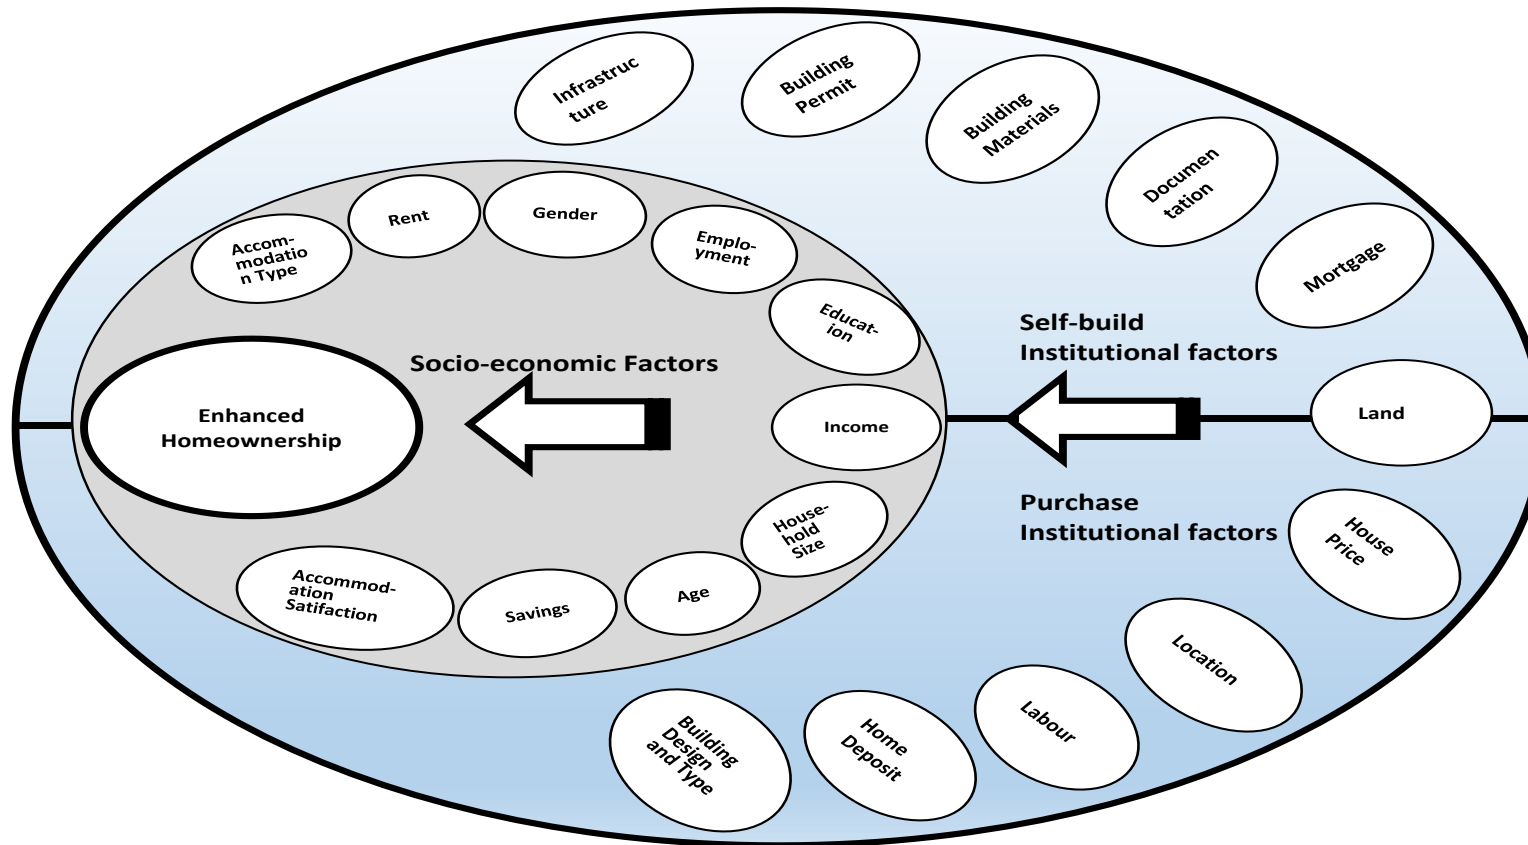 Infrastruc
ture
Building
Permit
Building
Materials
Documen
tation
Mortgage
Accom-
modatio
n Type
Rent
Gender
Emplo-
yment
Educat-
ion
Self-build
Institutional factors
Socio-economic Factors
Enhanced
Homeownership
Income
Land
Purchase
Institutional factors
House
Price
House-
hold
Size
Accommod-
ation
Satifaction
Savings
Age
Location
Labour
Home
Deposit
Building
Design
and Type